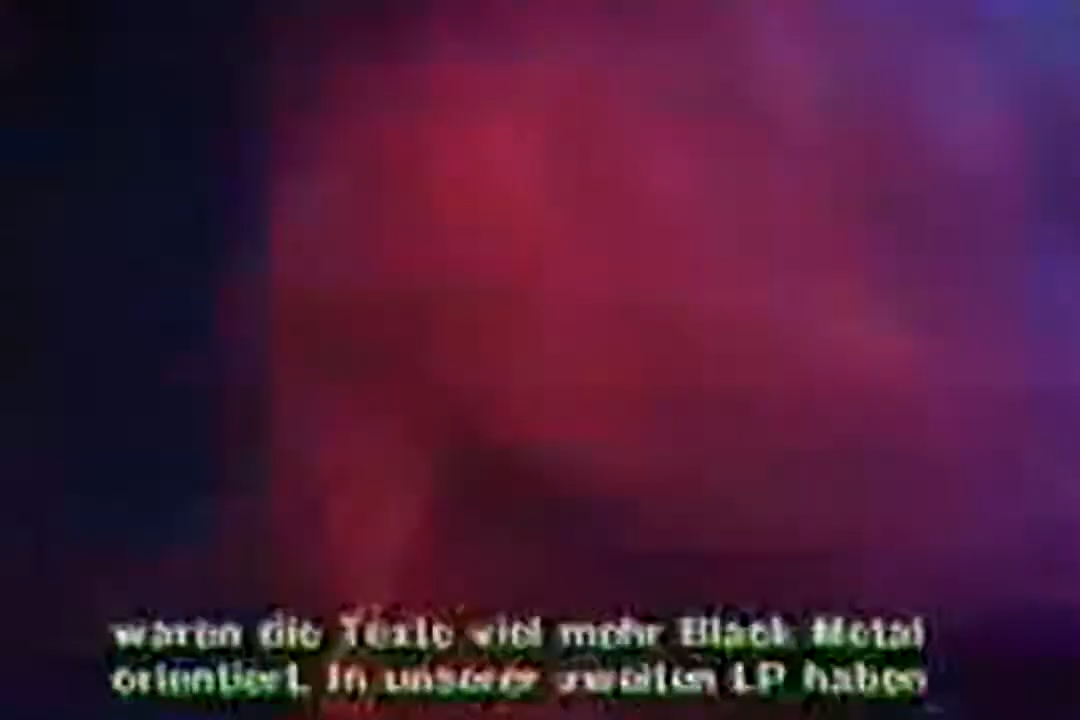 waren die Texte viel mehr Black Metal
orientiert. In unserer zweiten LP haben